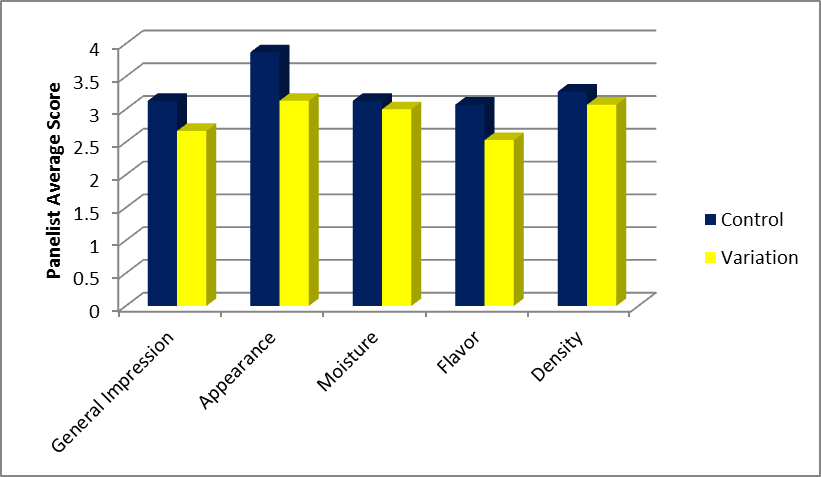 Panelist Average Score
4
3.5
3
2.5
2
1.5
1
0.5
0
General Impression
Appearance
Moisture
Flavor
Density
Control
Variation